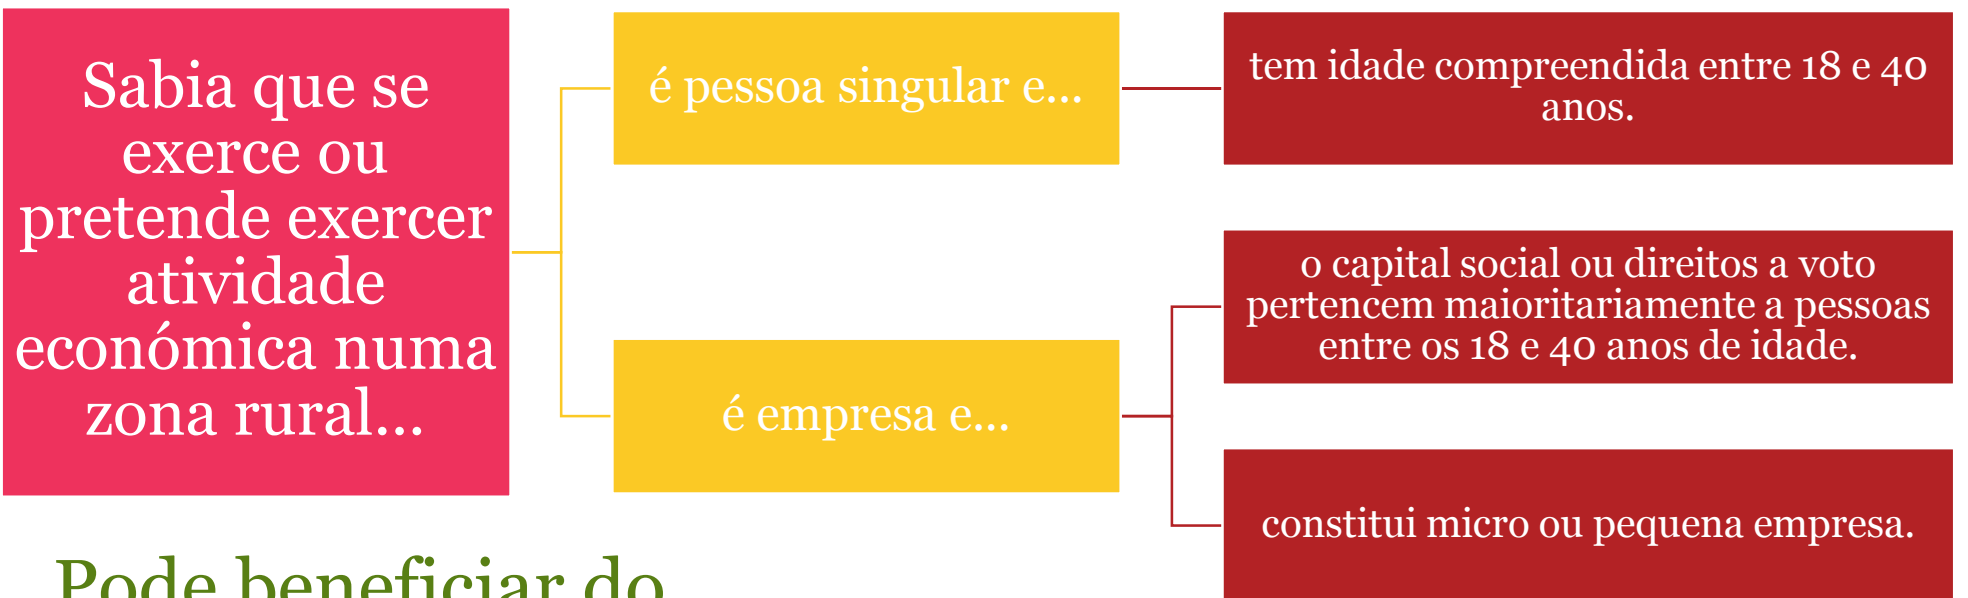 Sabia que se
exerce ou
pretende exercer
atividade
económica numa
zona rural...
é pessoa singular e...
tem idade compreendida entre 18 e 40
anos.
é empresa e...
o capital social ou direitos a voto
pertencem maioritariamente a pessoas
entre os 18 e 40 anos de idade.
constitui micro ou pequena empresa.
Pode beneficiar do